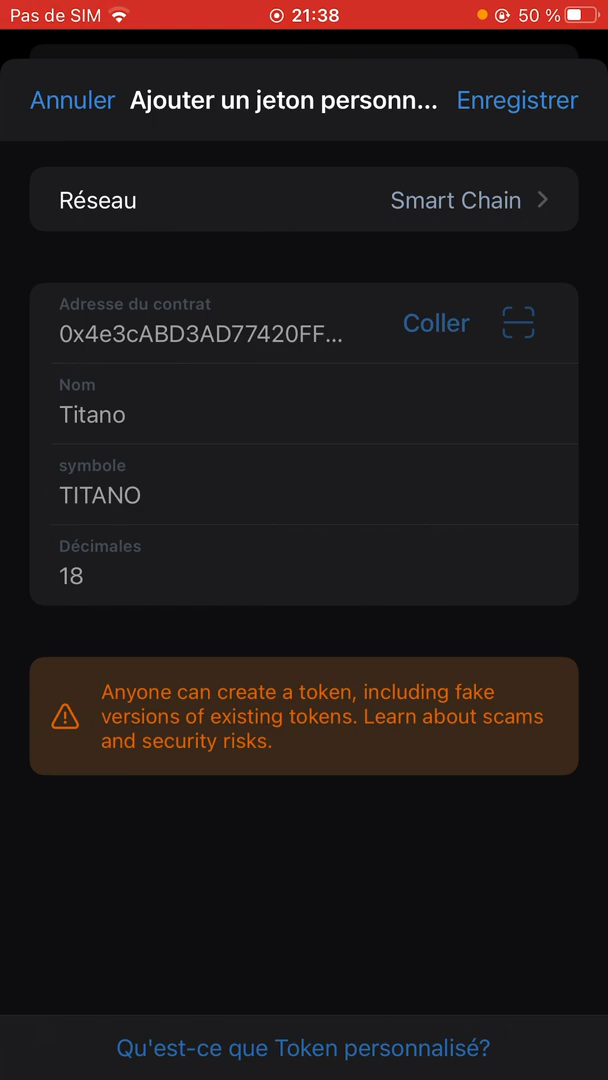 Pas de SIM 21:38 50 %
Annuler Ajouter un jeton personn... Enregistrer
Réseau Smart Chain
Adresse du contrat
0x4e3cABD3AD77420FF... Coller
Nom
Titano
symbole
TITANO
Décimales
18
Anyone can create a token, including fake
versions of existing tokens. Learn about scams
and security risks.
Qu'est-ce que Token personnalisé?